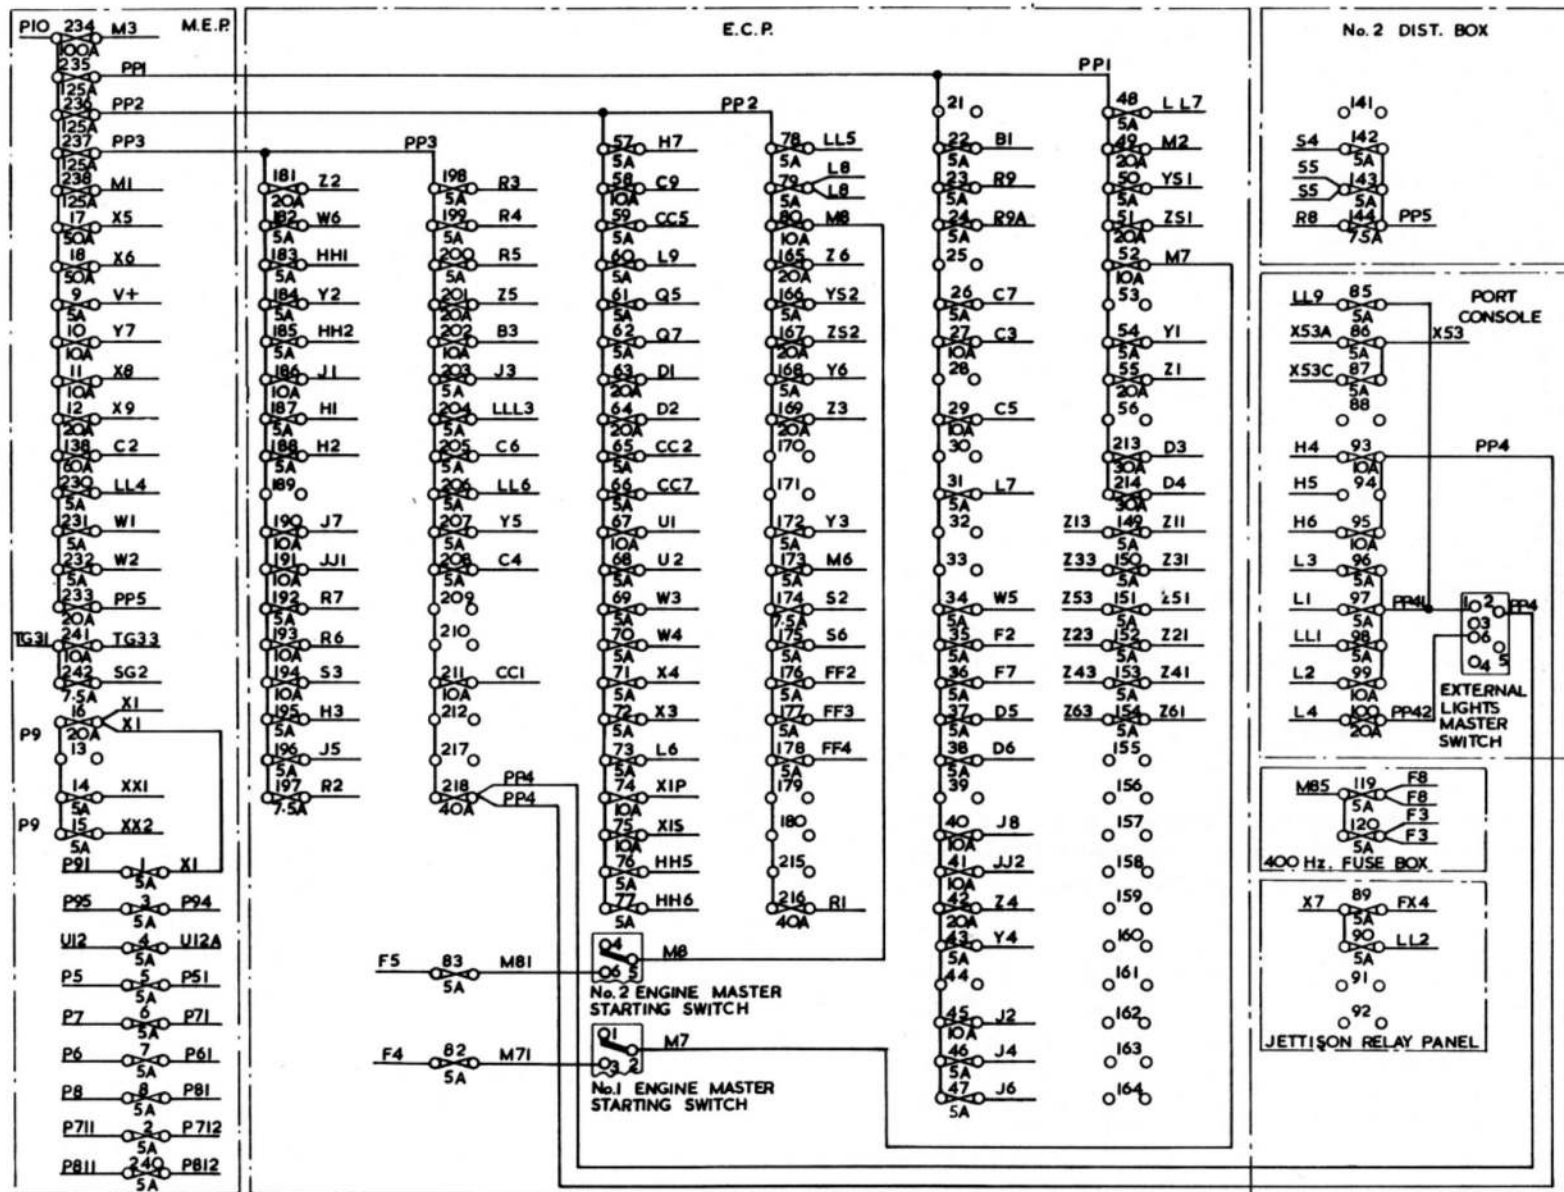 M.E.P.
P10 234 M3
100A
235 PP1
125A
236 PP2
125A
237 PP3
125A
238 M1
125A
17 X5
50A
18 X6
50A
9 V+
5A
10 Y7
10A
11 X8
10A
12 X9
20A
138 C2
60A
230 LL4
5A
231 W1
5A
232 W2
5A
233 PP5
20A
TG31 241 TG33
10A
242 SG2
7·5A
16 X1
X1
P9 20A
13
14 XX1
5A
P9 15 XX2
5A
P91 1 X1
5A
P95 3 P94
5A
U12 4 U12A
5A
P5 5 P51
5A
P7 6 P71
5A
P6 7 P61
5A
P8 8 P81
5A
P711 2 P712
5A
P811 240 P812
5A
E.C.P.
PP3
181 Z2
20A
182 W6
5A
183 HH1
5A
184 Y2
5A
185 HH2
5A
186 J1
10A
187 H1
5A
188 H2
5A
189
190 J7
10A
191 JJ1
10A
192 R7
5A
193 R6
10A
194 S3
10A
195 H3
5A
196 J5
5A
197 R2
7·5A
198 R3
5A
199 R4
5A
200 R5
5A
201 Z5
20A
202 B3
10A
203 J3
5A
204 LLL3
5A
205 C6
5A
206 LL6
5A
207 Y5
5A
208 C4
5A
209
210
211 CC1
10A
212
217
218 PP4
PP4
40A
PP2
57 H7
5A
58 C9
10A
59 CC5
5A
60 L9
5A
61 Q5
5A
62 Q7
5A
63 D1
20A
64 D2
20A
65 CC2
5A
66 CC7
5A
67 U1
10A
68 U2
5A
69 W3
5A
70 W4
5A
71 X4
5A
72 X3
5A
73 L6
5A
74 X1P
10A
75 X1S
10A
76 HH5
5A
77 HH6
5A
78 LL5
5A
79 L8
L8
5A
80 M8
10A
165 Z6
20A
166 YS2
5A
167 ZS2
20A
168 Y6
5A
169 Z3
20A
170
171
172 Y3
5A
173 M6
5A
174 S2
7·5A
175 S6
5A
176 FF2
5A
177 FF3
5A
178 FF4
5A
179
180
215
216 R1
40A
F5 83 M81
5A
4
6 5
M8
No. 2 ENGINE MASTER
STARTING SWITCH
F4 82 M71
5A
1
3 2
M7
No. 1 ENGINE MASTER
STARTING SWITCH
PP1
21
22 B1
5A
23 R9
5A
24 R9A
5A
25
26 C7
5A
27 C3
10A
28
29 C5
10A
30
31 L7
5A
32
33
34 W5
5A
35 F2
5A
36 F7
5A
37 D5
5A
38 D6
5A
39
40 J8
10A
41 JJ2
10A
42 Z4
20A
43 Y4
5A
44
45 J2
10A
46 J4
5A
47 J6
5A
48 LL7
5A
49 M2
20A
50 YS1
5A
51 ZS1
20A
52 M7
10A
53
54 Y1
5A
55 Z1
20A
56
213 D3
30A
214 D4
30A
Z13 149 Z11
5A
Z33 150 Z31
5A
Z53 151 Z51
5A
Z23 152 Z21
5A
Z43 153 Z41
5A
Z63 154 Z61
5A
155
156
157
158
159
160
161
162
163
164
No. 2 DIST. BOX
141
S4 142
5A
S5 143
S5 5A
R8 144 PP5
7·5A
PORT
CONSOLE
LL9 85
5A
X53A 86 X53
5A
X53C 87
5A
88
H4 93 PP4
10A
H5 94
H6 95
10A
L3 96
5A
L1 97 PP41
5A
LL1 98
5A
L2 99
10A
L4 100 PP42
20A
1 2 PP4
3
6
5
4
EXTERNAL
LIGHTS
MASTER
SWITCH
M85 119 F8
5A F8
120 F3
5A F3
400 Hz. FUSE BOX
X7 89 FX4
5A
90 LL2
5A
91
92
JETTISON RELAY PANEL